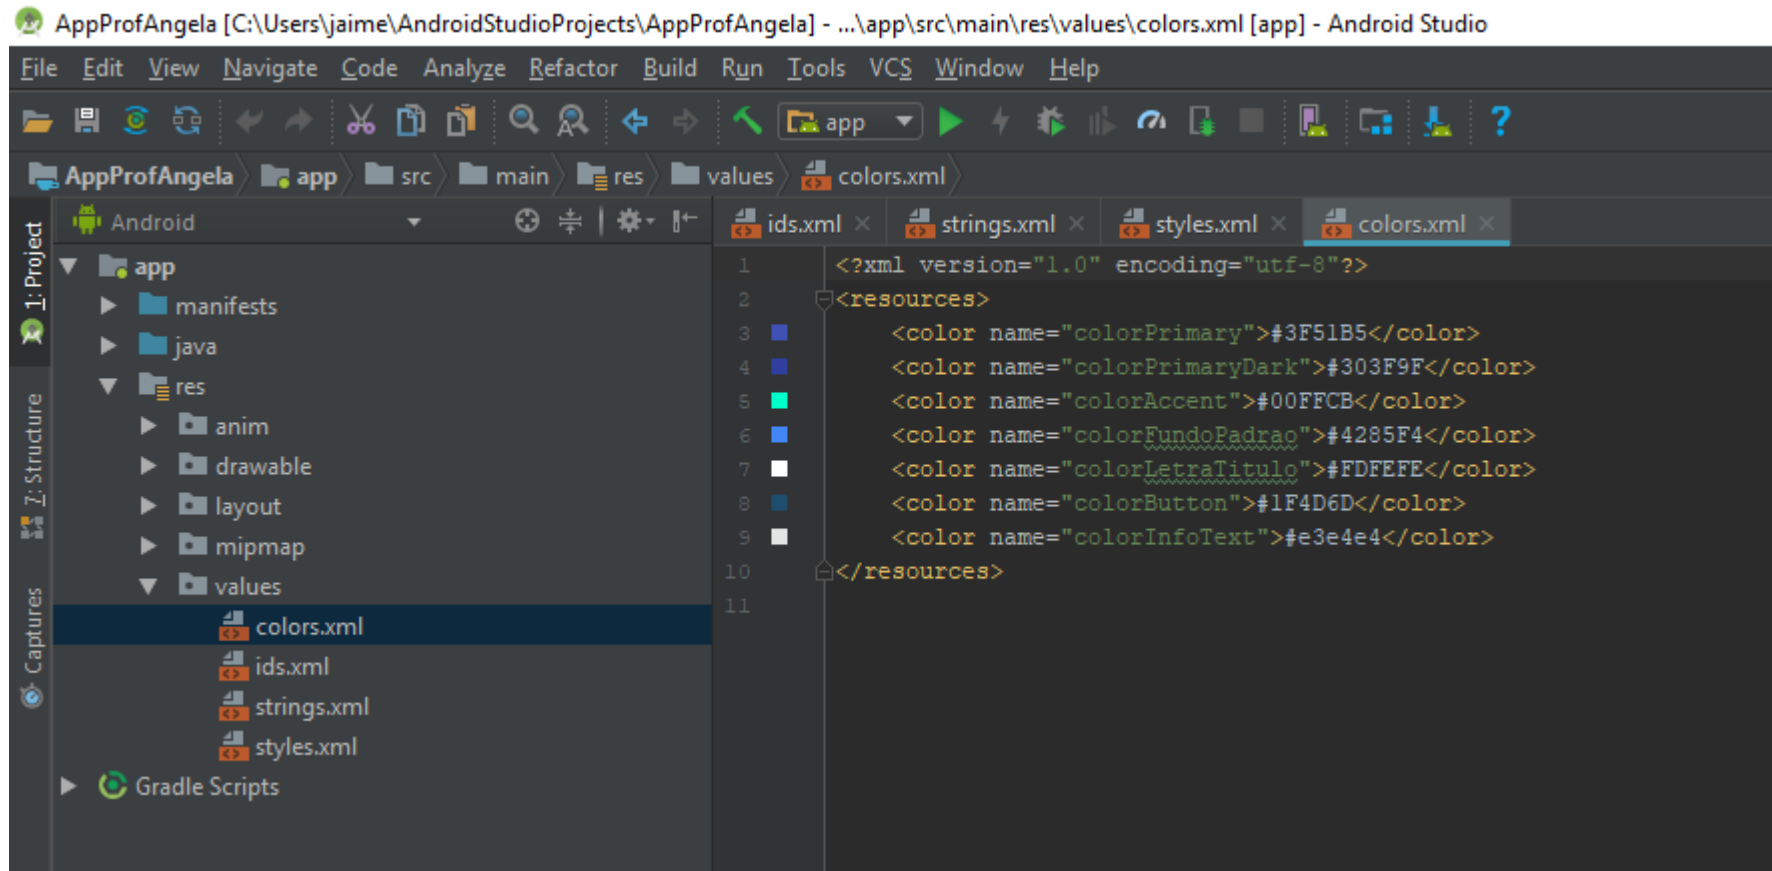 AppProfAngela [C:\Users\jaime\AndroidStudioProjects\AppProfAngela] - ...\app\src\main\res\values\colors.xml [app] - Android Studio
File Edit View Navigate Code Analyze Refactor Build Run Tools VCS Window Help
app
AppProfAngela app src main res values colors.xml
Android
ids.xml strings.xml styles.xml colors.xml
1: Project
7: Structure
Captures
app
manifests
java
res
anim
drawable
layout
mipmap
values
colors.xml
ids.xml
strings.xml
styles.xml
Gradle Scripts
1 <?xml version="1.0" encoding="utf-8"?>
2 <resources>
3 <color name="colorPrimary">#3F51B5</color>
4 <color name="colorPrimaryDark">#303F9F</color>
5 <color name="colorAccent">#00FFCB</color>
6 <color name="colorFundoPadrao">#4285F4</color>
7 <color name="colorLetraTitulo">#FDFEFE</color>
8 <color name="colorButton">#1F4D6D</color>
9 <color name="colorInfoText">#e3e4e4</color>
10 </resources>
11